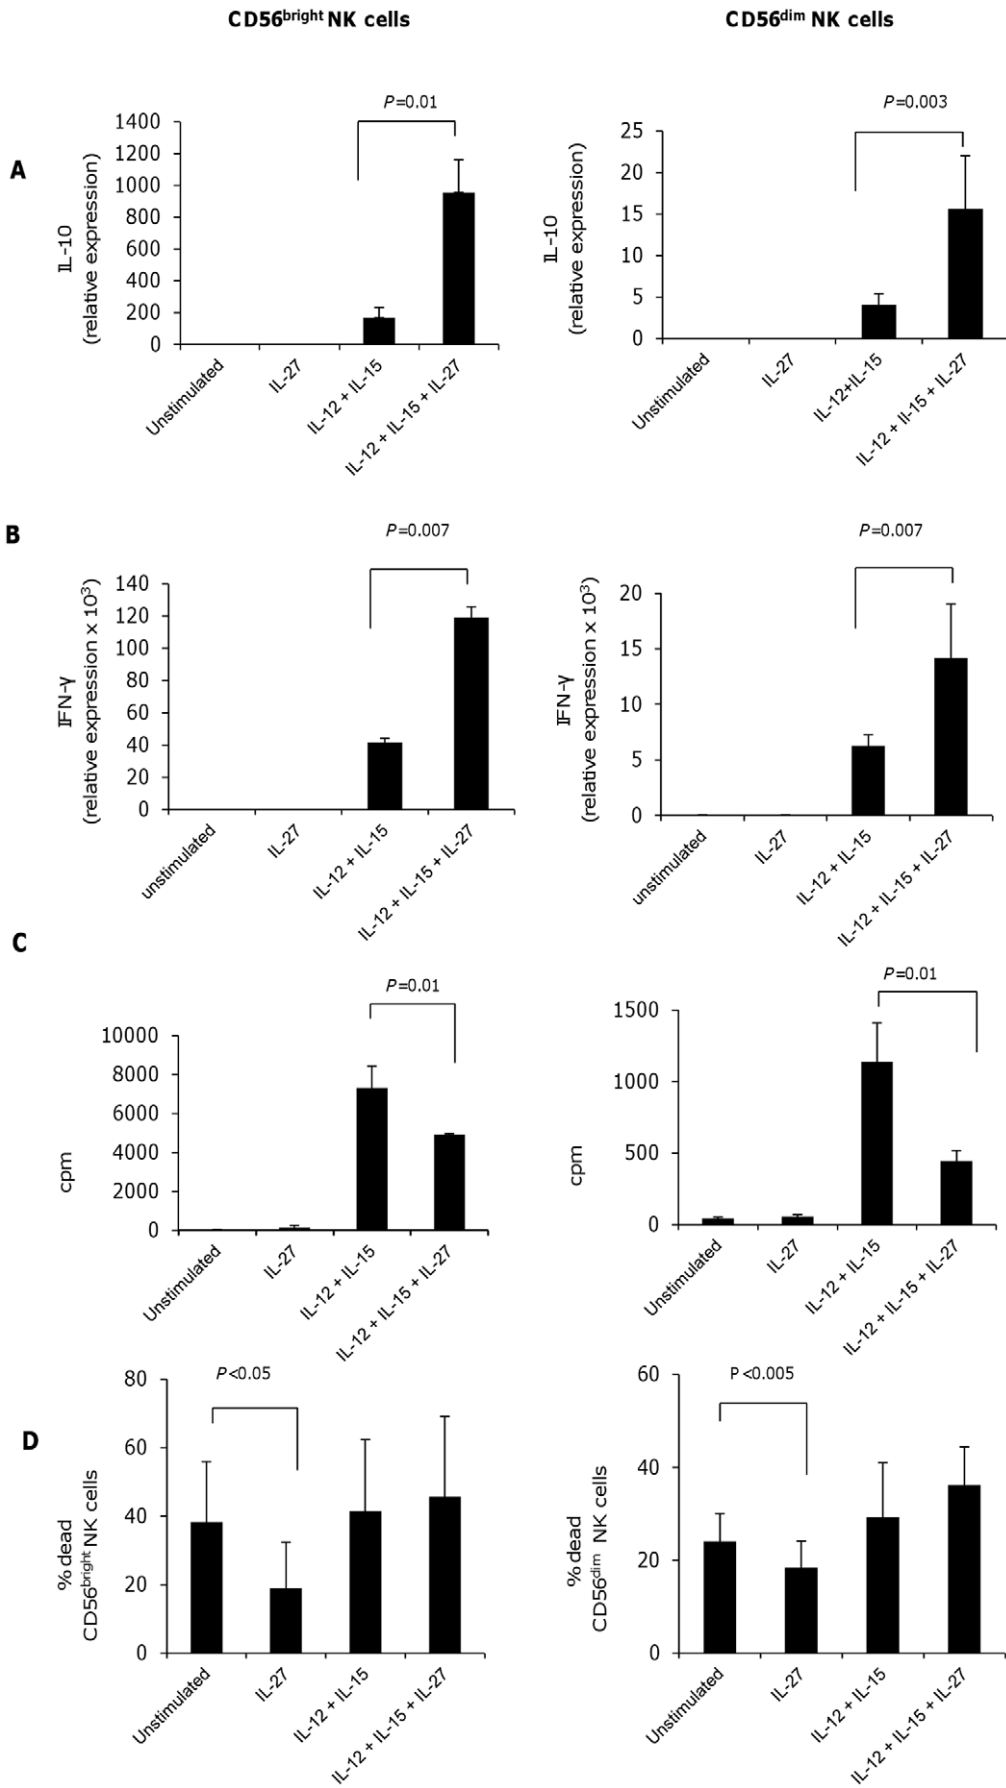 CD56bright NK cells
CD56dim NK cells
A
P=0.01
1400
1200
1000
800
600
400
200
0
IL-10
(relative expression)
Unstimulated
IL-27
IL-12 + IL-15
IL-12 + IL-15 + IL-27
P=0.003
25
20
15
10
5
0
IL-10
(relative expression)
Unstimulated
IL-27
IL-12+IL-15
IL-12 + Il-15 + IL-27
B
P=0.007
140
120
100
80
60
40
20
0
IFN-γ
(relative expression x 10³)
unstimulated
IL-27
IL-12 + IL-15
IL-12 + IL-15 + IL-27
P=0.007
20
15
10
5
0
IFN-γ
(relative expression x 10³)
unstimulated
IL-27
IL-12 + IL-15
IL-12 + IL-15 + IL-27
C
P=0.01
10000
8000
6000
4000
2000
0
cpm
Unstimulated
IL-27
IL-12 + IL-15
IL-12 + IL-15 + IL-27
P=0.01
1500
1000
500
0
cpm
Unstimulated
IL-27
IL-12 + IL-15
IL-12 + IL-15 + IL-27
D
P<0.05
80
60
40
20
0
%dead
CD56bright NK cells
Unstimulated
IL-27
IL-12 + IL-15
IL-12 + IL-15 + IL-27
P<0.005
60
40
20
0
%dead
CD56dim NK cells
Unstimulated
IL-27
IL-12 + IL-15
IL-12 + IL-15 + IL-27